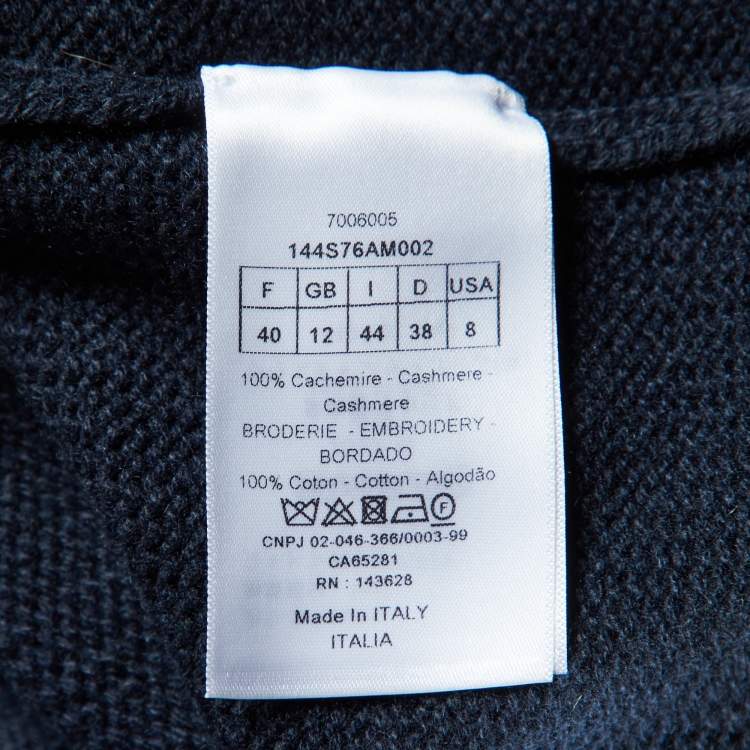 7006005
144S76AM002
F GB I D USA
40 12 44 38 8
100% Cachemire - Cashmere -
Cashmere
BRODERIE - EMBROIDERY -
BORDADO
100% Coton - Cotton - Algodão
F
CNPJ 02-046-366/0003-99
CA65281
RN : 143628
Made In ITALY
ITALIA